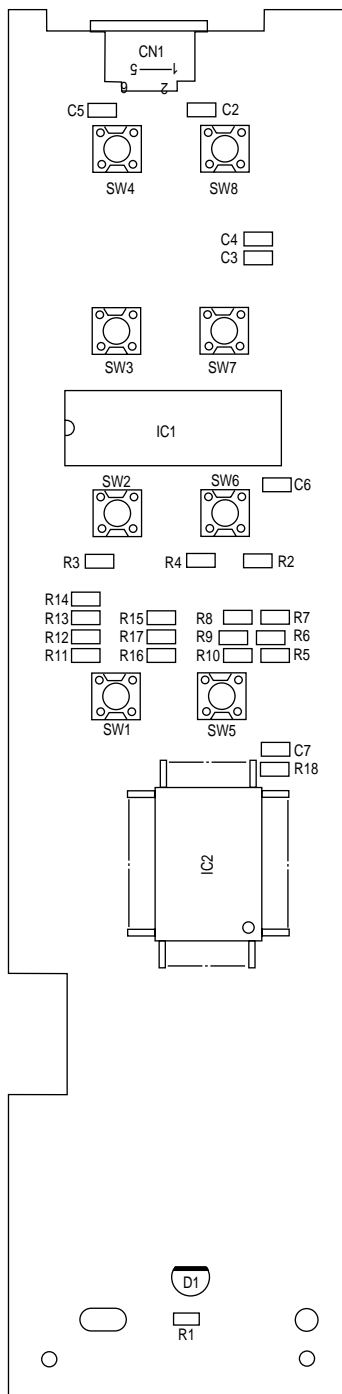 CN1
5 1
6 2
C5 C2
SW4 SW8
C4
C3
SW3 SW7
IC1
SW2 SW6
C6
R3 R4 R2
R14
R13 R15 R8 R7
R12 R17 R9 R6
R11 R16 R10 R5
SW1 SW5
C7
R18
IC2
D1
R1